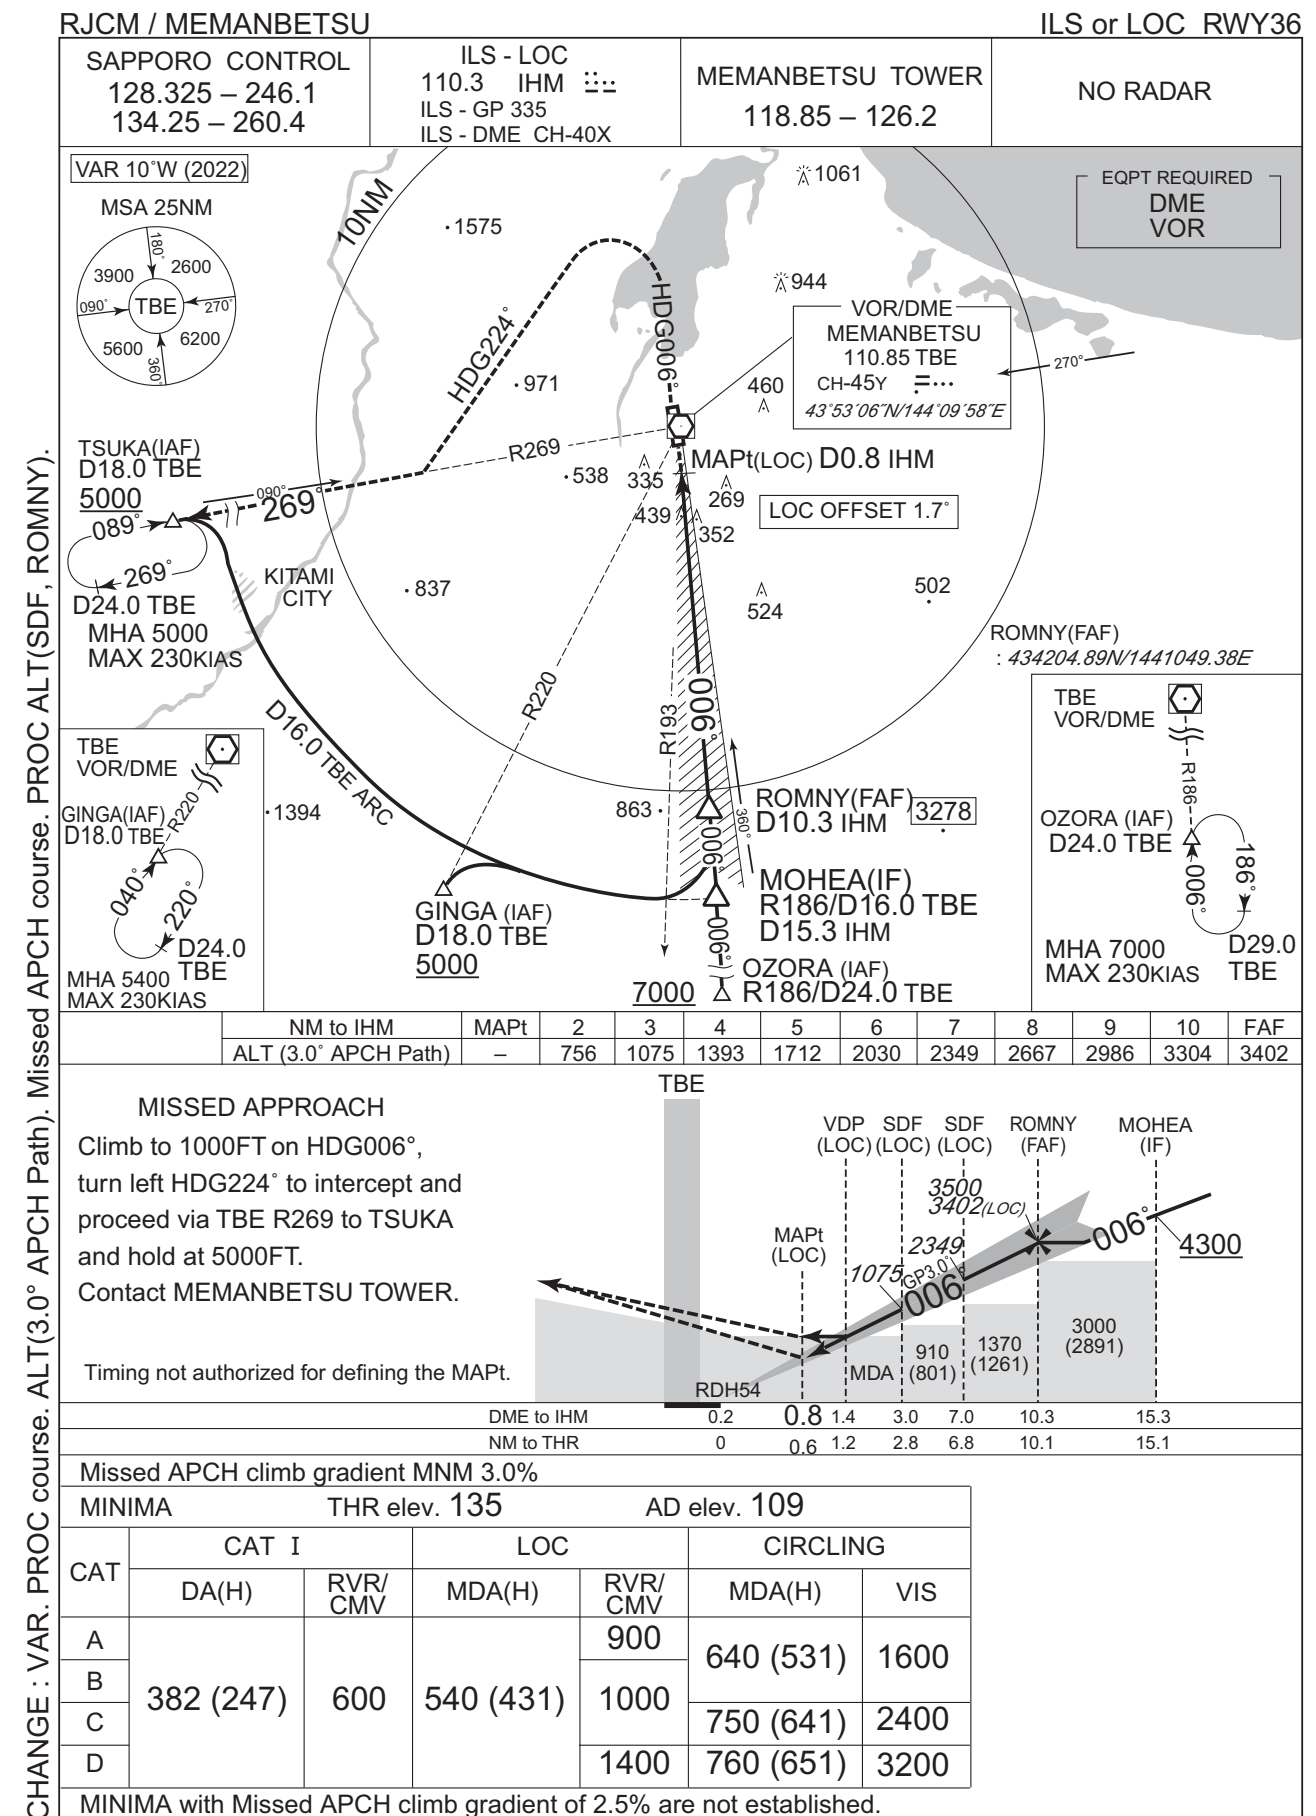 RJCM / MEMANBETSU
ILS or LOC RWY36
SAPPORO CONTROL
128.325 – 246.1
134.25 – 260.4
ILS - LOC
110.3 IHM
ILS - GP 335
ILS - DME CH-40X
MEMANBETSU TOWER
118.85 – 126.2
NO RADAR
VAR 10˚W (2022)
MSA 25NM
180˚
3900
2600
090˚
TBE
270˚
5600
6200
360˚
10NM
1575
1061
EQPT REQUIRED
DME
VOR
944
HDG006˚
HDG224˚
VOR/DME
MEMANBETSU
110.85 TBE
CH-45Y
43˚53´06˝N/144˚09´58˝E
270˚
971
460
TSUKA(IAF)
D18.0 TBE
5000
090˚
269˚
R269
538
335
MAPt(LOC) D0.8 IHM
269
439
352
LOC OFFSET 1.7˚
089˚
269˚
D24.0 TBE
MHA 5000
MAX 230KIAS
KITAMI
CITY
837
524
502
ROMNY(FAF)
: 434204.89N/1441049.38E
R220
R193
006˚
D16.0 TBE ARC
TBE
VOR/DME
GINGA(IAF)
D18.0 TBE
R220
040˚
220˚
D24.0
TBE
MHA 5400
MAX 230KIAS
1394
863
ROMNY(FAF)
D10.3 IHM
3278
360˚
006˚
MOHEA(IF)
R186/D16.0 TBE
D15.3 IHM
GINGA (IAF)
D18.0 TBE
5000
006˚
7000
OZORA (IAF)
R186/D24.0 TBE
TBE
VOR/DME
R186
OZORA (IAF)
D24.0 TBE
006˚
186˚
MHA 7000
MAX 230KIAS
D29.0
TBE
NM to IHM MAPt 2 3 4 5 6 7 8 9 10 FAF
ALT (3.0˚ APCH Path) – 756 1075 1393 1712 2030 2349 2667 2986 3304 3402
MISSED APPROACH
Climb to 1000FT on HDG006°,
turn left HDG224˚ to intercept and
proceed via TBE R269 to TSUKA
and hold at 5000FT.
Contact MEMANBETSU TOWER.
Timing not authorized for defining the MAPt.
TBE
VDP
(LOC)
SDF
(LOC)
SDF
(LOC)
ROMNY
(FAF)
MOHEA
(IF)
MAPt
(LOC)
3500
3402(LOC)
2349
1075
GP3.0˚
006˚
006˚
4300
MDA
910
(801)
1370
(1261)
3000
(2891)
RDH54
DME to IHM 0.2 0.8 1.4 3.0 7.0 10.3 15.3
NM to THR 0 0.6 1.2 2.8 6.8 10.1 15.1
Missed APCH climb gradient MNM 3.0%
MINIMA THR elev. 135 AD elev. 109
CAT
CAT I LOC CIRCLING
DA(H) RVR/CMV MDA(H) RVR/CMV MDA(H) VIS
A
B
C
D
382 (247)
600
540 (431)
900
1000
1400
640 (531) 1600
750 (641) 2400
760 (651) 3200
MINIMA with Missed APCH climb gradient of 2.5% are not established.
CHANGE : VAR. PROC course. ALT(3.0° APCH Path). Missed APCH course. PROC ALT(SDF, ROMNY).